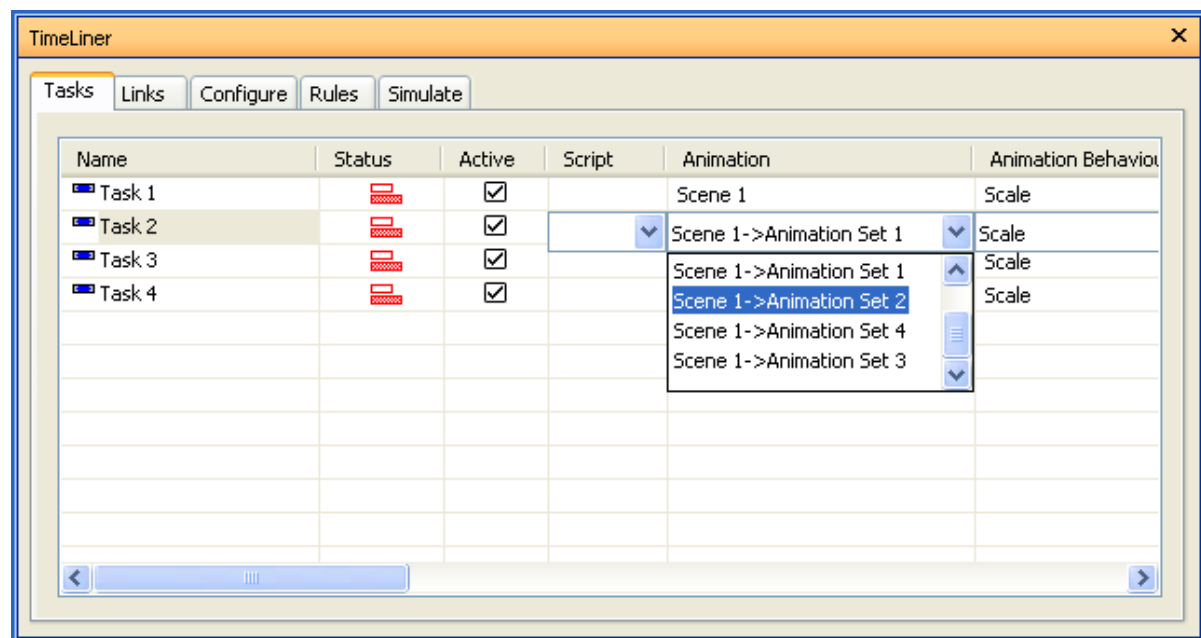 TimeLiner
Tasks Links Configure Rules Simulate
Name Status Active Script Animation Animation Behaviou
Task 1 Scene 1 Scale
Task 2 Scene 1->Animation Set 1 Scale
Task 3 Scene 1->Animation Set 1 Scale
Task 4 Scene 1->Animation Set 2 Scale
Scene 1->Animation Set 4
Scene 1->Animation Set 3